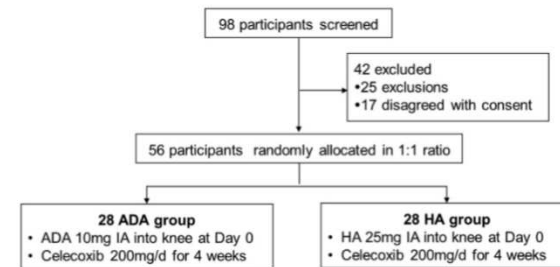 98 participants screened
42 excluded
•25 exclusions
•17 disagreed with consent
56 participants randomly allocated in 1:1 ratio
28 ADA group
• ADA 10mg IA into knee at Day 0
• Celecoxib 200mg/d for 4 weeks
28 HA group
• HA 25mg IA into knee at Day 0
• Celecoxib 200mg/d for 4 weeks